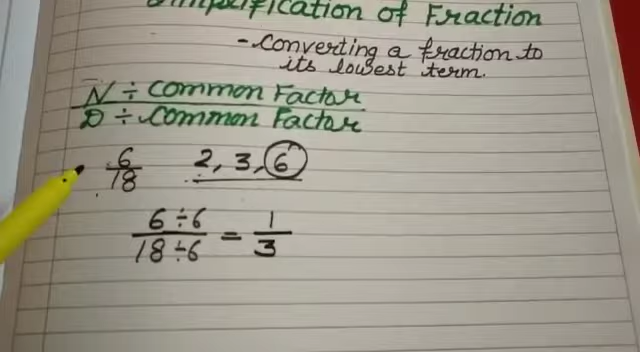 Simplification of Fraction
- Converting a fraction to
its lowest term.
N ÷ Common Factor
D ÷ Common Factor
6/18 2, 3, 6
6 ÷ 6 / 18 ÷ 6 = 1/3